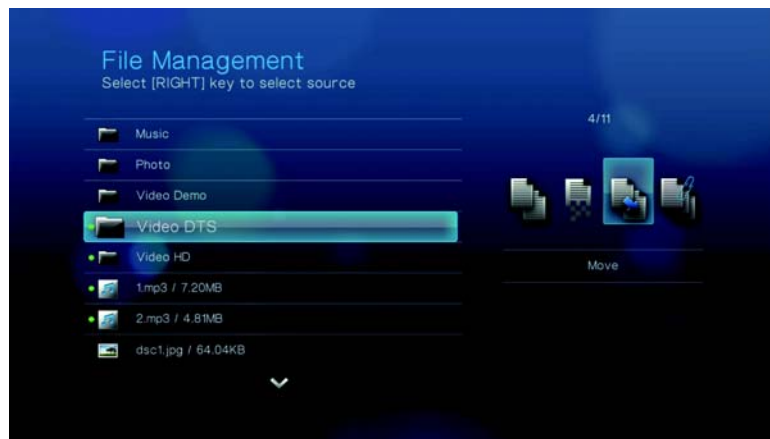 File Management
Select [RIGHT] key to select source
4/11
Music
Photo
Video Demo
Video DTS
Video HD
Move
1.mp3 / 7.20MB
2.mp3 / 4.81MB
dsc1.jpg / 64.04KB